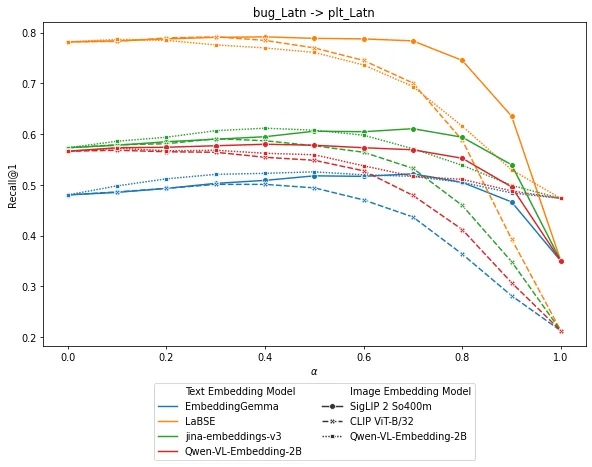 bug_Latn -> plt_Latn
Recall@1
0.8
0.7
0.6
0.5
0.4
0.3
0.2
0.0
0.2
0.4
0.6
0.8
1.0
α
Text Embedding Model
EmbeddingGemma
LaBSE
jina-embeddings-v3
Qwen-VL-Embedding-2B
Image Embedding Model
SigLIP 2 So400m
CLIP ViT-B/32
Qwen-VL-Embedding-2B